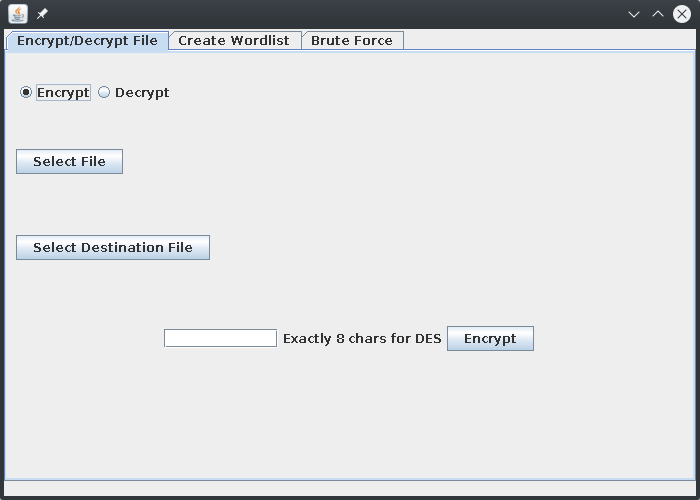 Encrypt/Decrypt File Create Wordlist Brute Force
Encrypt Decrypt
Select File
Select Destination File
Exactly 8 chars for DES Encrypt